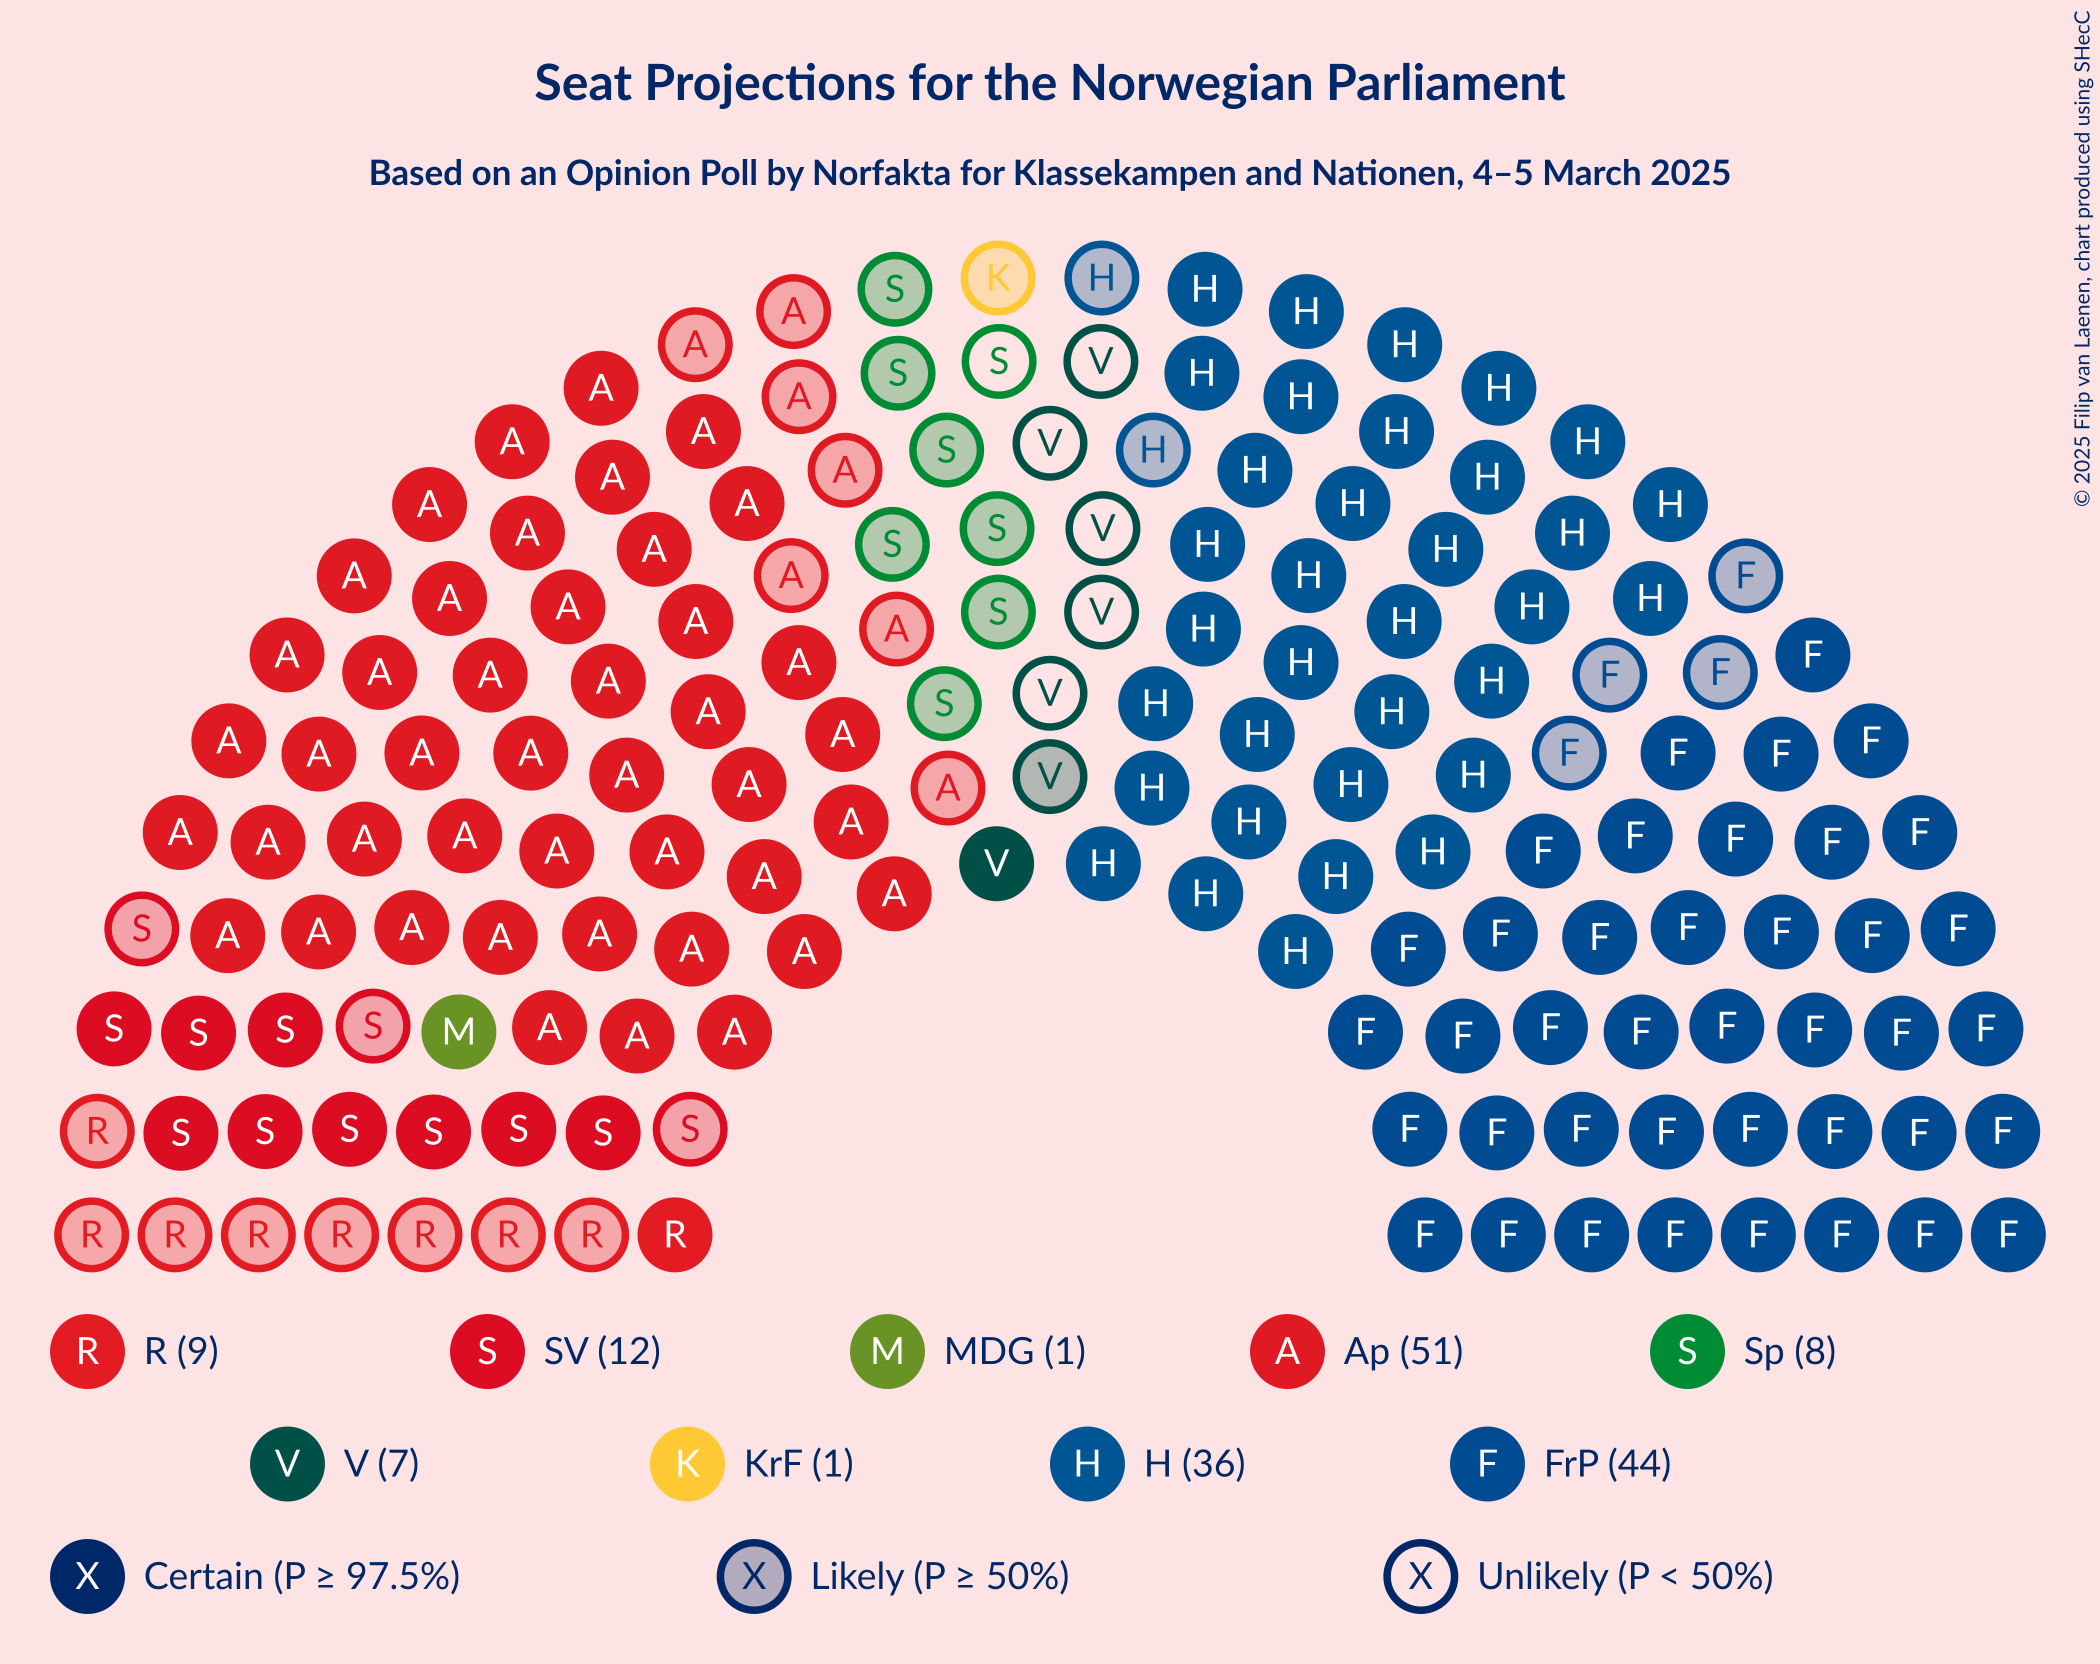 Seat Projections for the Norwegian Parliament
Based on an Opinion Poll by Norfakta for Klassekampen and Nationen, 4–5 March 2025
© 2025 Filip van Laenen, chart produced using SHecC
S K H H
A H
A H
S S V H
A A H H
A V H
S H
A H
A A H H
A A H H
A H
S S V H
A A H H
A A H H
A A H F
A A H H
S V
A H
A A H H
A A H F
A A F F
S V H
A A H H
A A H F
A A F F
A V H
A A H H
A A H F
A A F F
A A F F
V H
A H
A A H H
A A F F
A A F F
S A A A A A A A H F F F F F F F
S S S S M A A A F F F F F F F F
R S S S S S S S F F F F F F F F
R R R R R R R R F F F F F F F F
R R (9) S SV (12) M MDG (1) A Ap (51) S Sp (8)
V V (7) K KrF (1) H H (36) F FrP (44)
X Certain (P ≥ 97.5%) X Likely (P ≥ 50%) X Unlikely (P < 50%)